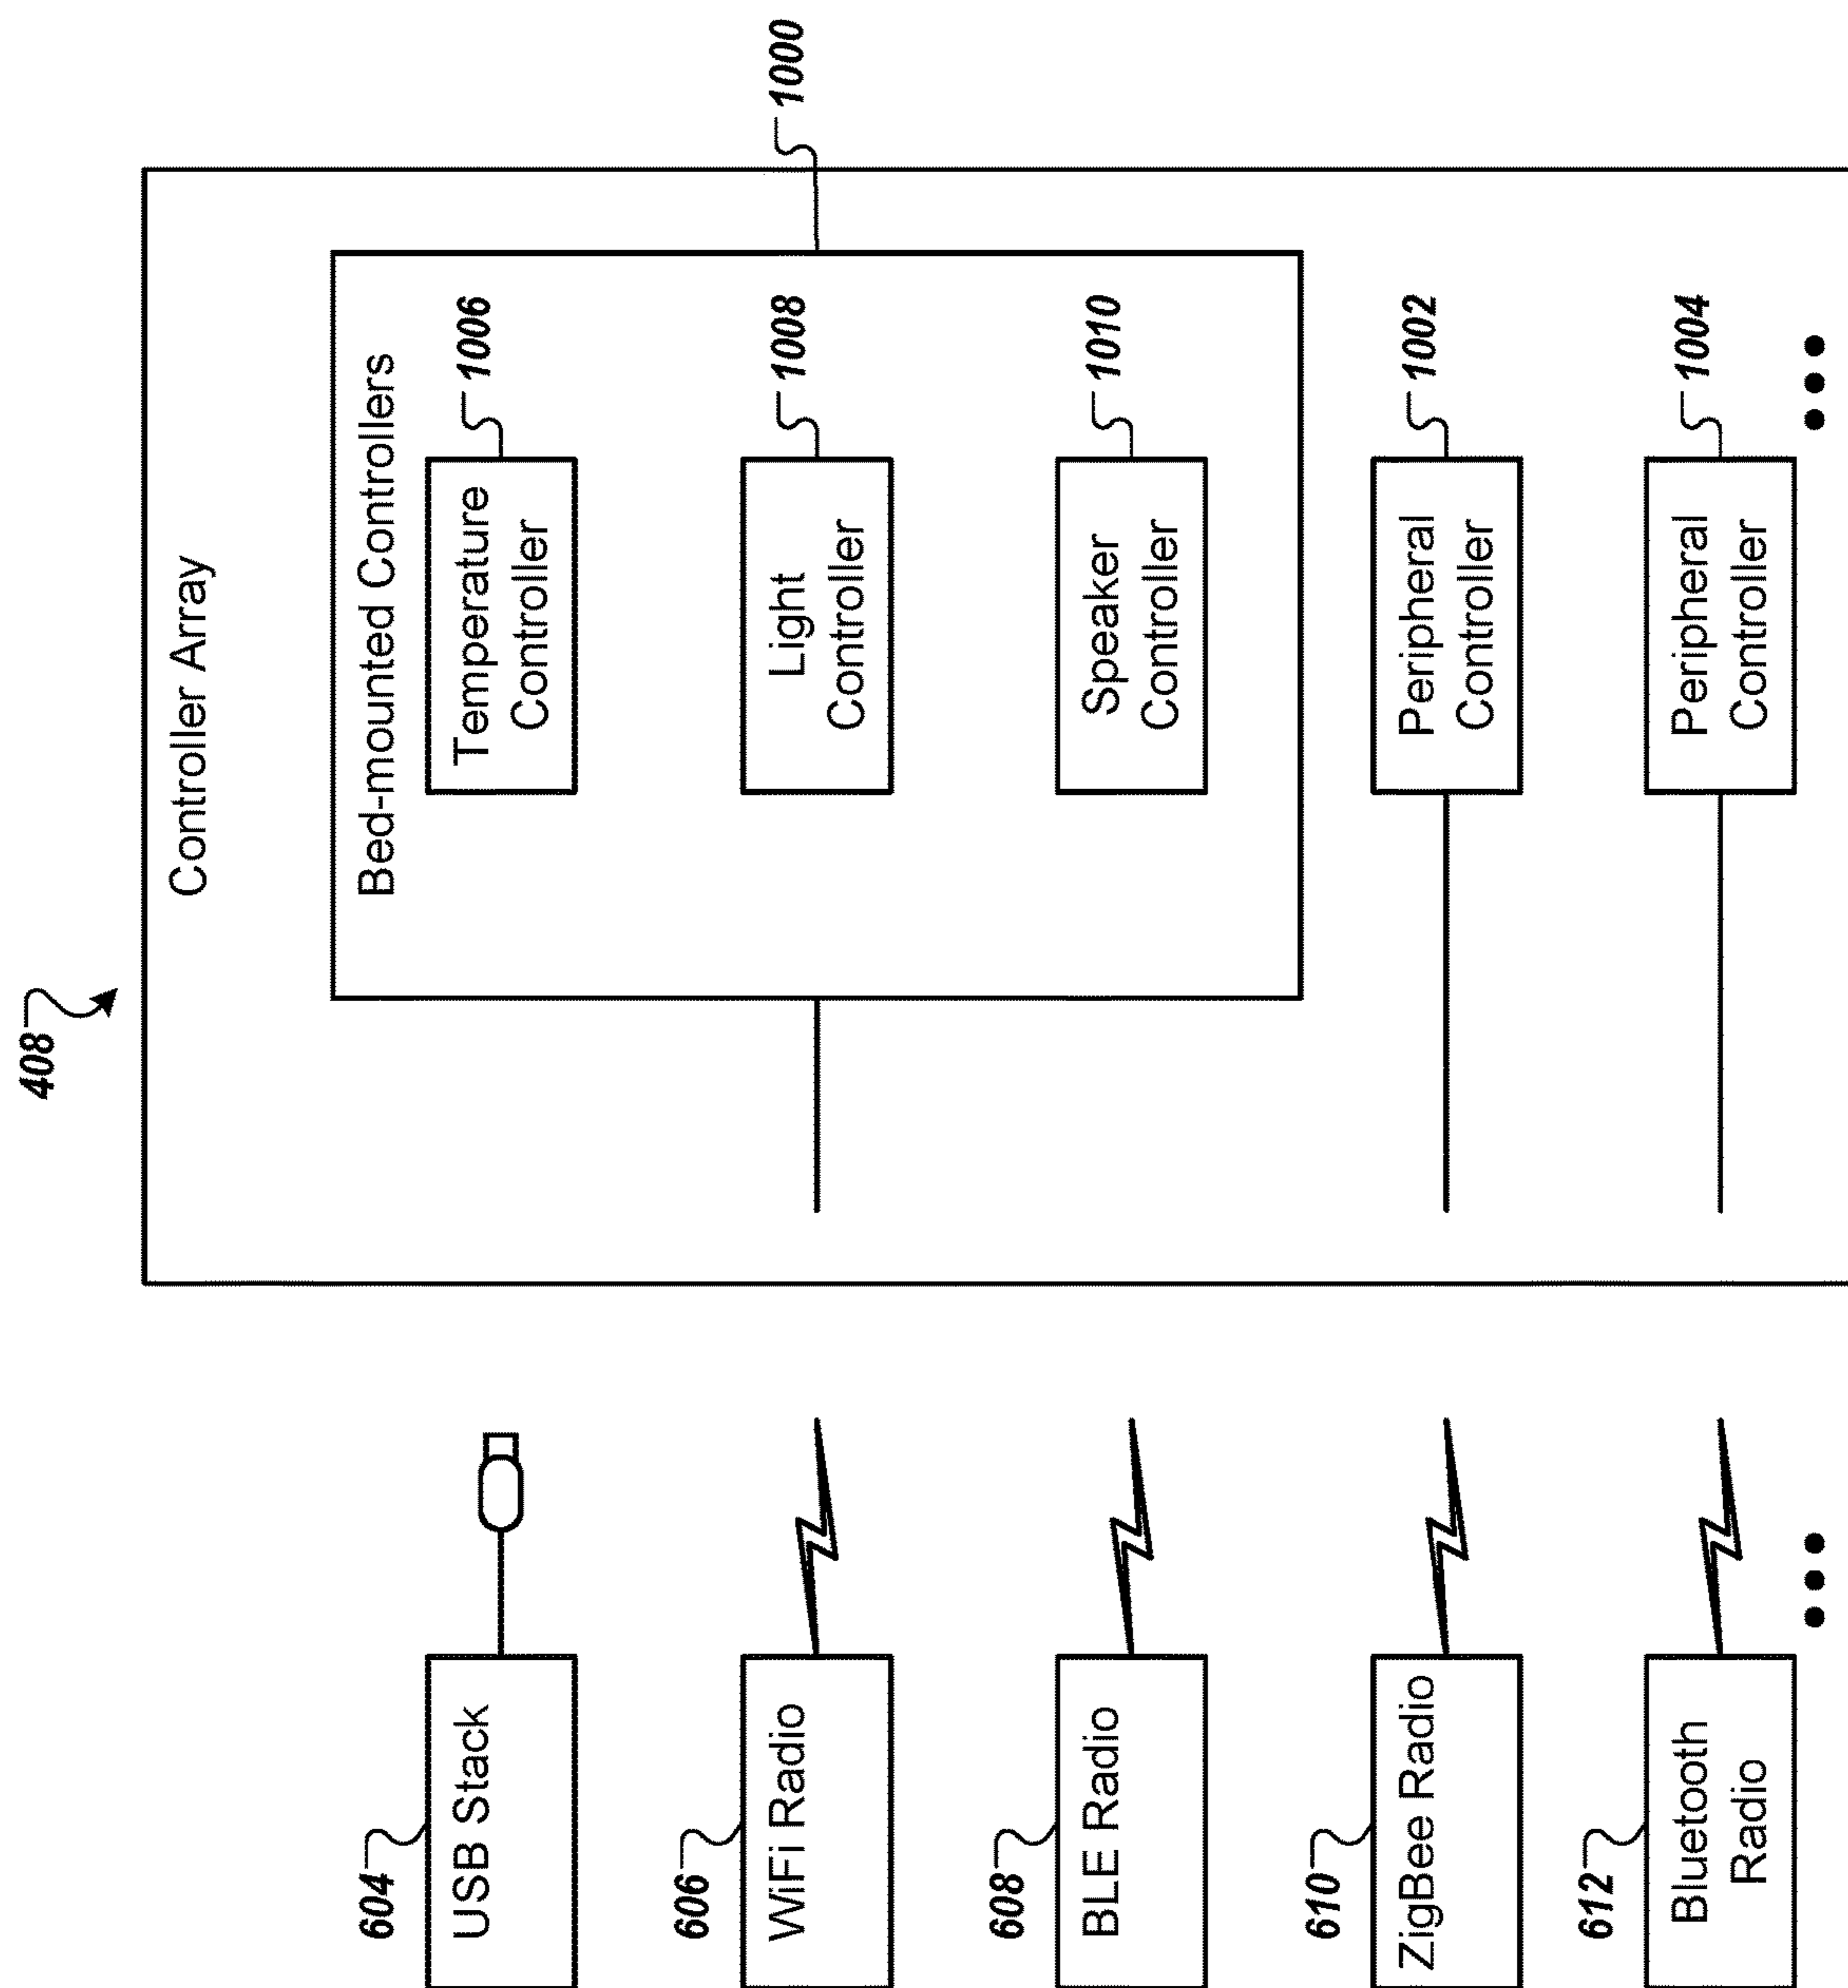 408
Controller Array
604
USB Stack
Bed-mounted Controllers
Temperature
Controller
1006
606
WiFi Radio
Light
Controller
1008
1000
608
BLE Radio
Speaker
Controller
1010
610
ZigBee Radio
Peripheral
Controller
1002
612
Bluetooth
Radio
Peripheral
Controller
1004